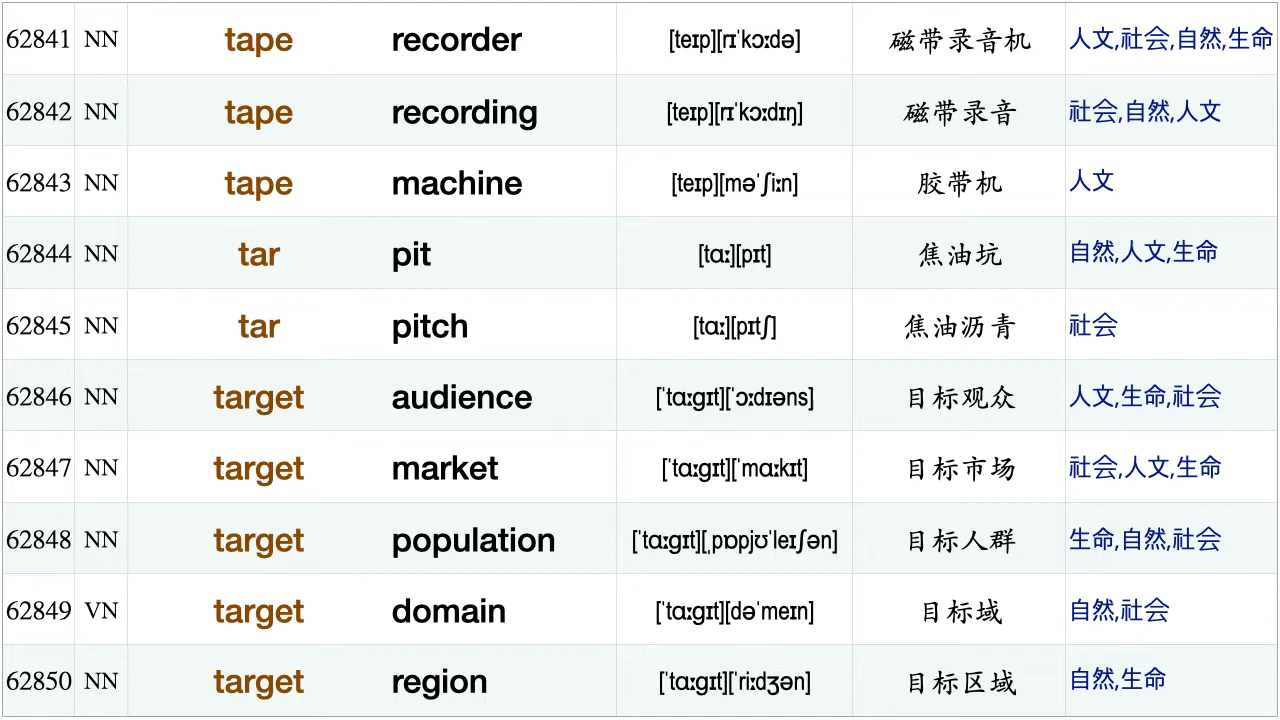 62841 NN tape recorder [teɪp][rɪˈkɔːdə] 磁带录音机 人文,社会,自然,生命
62842 NN tape recording [teɪp][rɪˈkɔːdɪŋ] 磁带录音 社会,自然,人文
62843 NN tape machine [teɪp][məˈʃiːn] 胶带机 人文
62844 NN tar pit [tɑː][pɪt] 焦油坑 自然,人文,生命
62845 NN tar pitch [tɑː][pɪtʃ] 焦油沥青 社会
62846 NN target audience [ˈtɑːgɪt][ˈɔːdɪəns] 目标观众 人文,生命,社会
62847 NN target market [ˈtɑːgɪt][ˈmɑːkɪt] 目标市场 社会,人文,生命
62848 NN target population [ˈtɑːgɪt][ˌpɒpjʊˈleɪʃən] 目标人群 生命,自然,社会
62849 VN target domain [ˈtɑːgɪt][dəˈmeɪn] 目标域 自然,社会
62850 NN target region [ˈtɑːgɪt][ˈriːdʒən] 目标区域 自然,生命